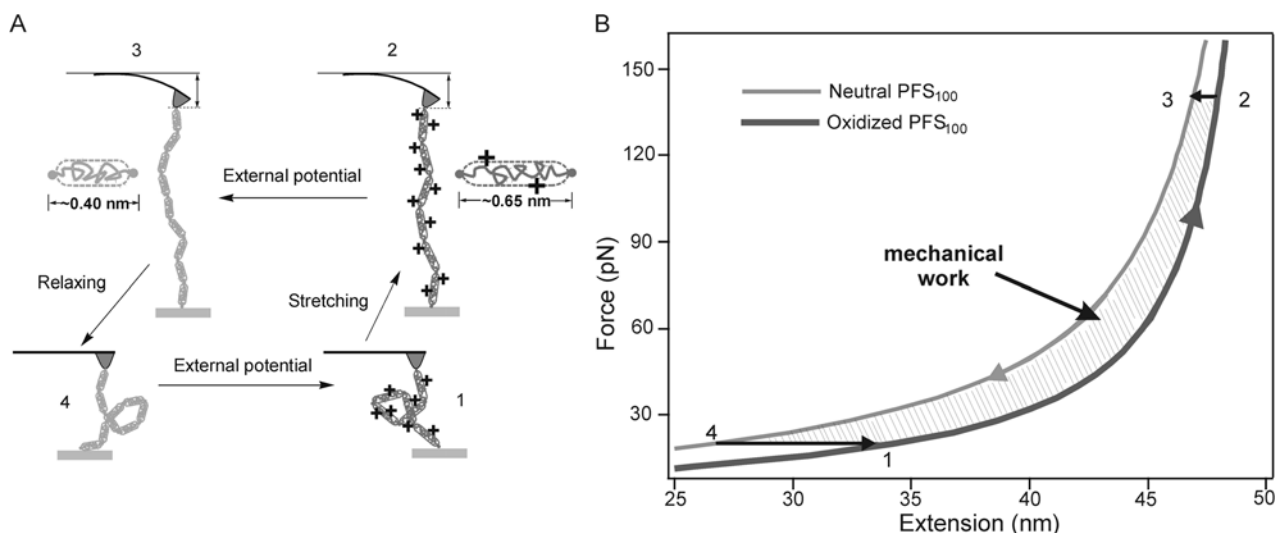 A
3
2
External potential
~0.40 nm
~0.65 nm
Relaxing
Stretching
External potential
4
1
B
150
120
90
60
30
Force (pN)
Neutral PFS100
Oxidized PFS100
3
2
mechanical
work
4
1
25
30
35
40
45
50
Extension (nm)